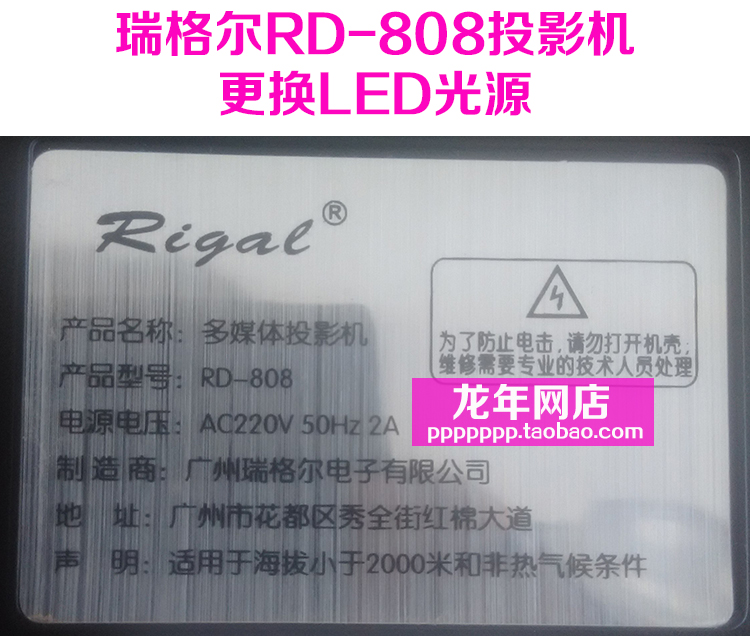 瑞格尔RD-808投影机
更换LED光源
Rigal®
为了防止电击,请勿打开机壳;
维修需要专业的技术人员处理
产品名称：多媒体投影机
产品型号：RD-808
电源电压：AC220V 50Hz 2A
龙年网店
ppppppp.taobao.com
制造商：广州瑞格尔电子有限公司
地 址：广州市花都区秀全街红棉大道
声 明：适用于海拔小于2000米和非热气候条件